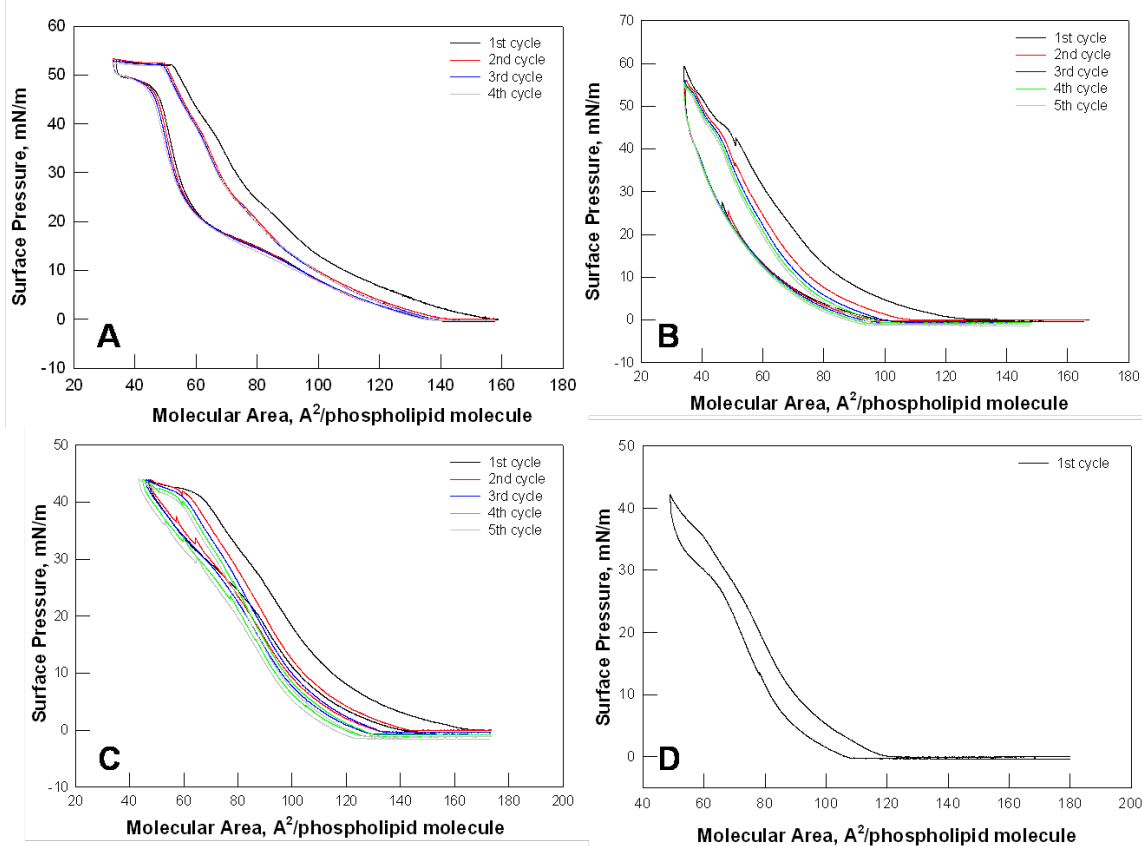 60
50
40
30
20
10
0
-10
20 40 60 80 100 120 140 160 180
Surface Pressure, mN/m
Molecular Area, A²/phospholipid molecule
1st cycle
2nd cycle
3rd cycle
4th cycle
A
70
60
50
40
30
20
10
0
-10
20 40 60 80 100 120 140 160 180
Surface Pressure, mN/m
Molecular Area, A²/phospholipid molecule
1st cycle
2nd cycle
3rd cycle
4th cycle
5th cycle
B
50
40
30
20
10
0
-10
20 40 60 80 100 120 140 160 180 200
Surface Pressure, mN/m
Molecular Area, A²/phospholipid molecule
1st cycle
2nd cycle
3rd cycle
4th cycle
5th cycle
C
50
40
30
20
10
0
40 60 80 100 120 140 160 180 200
Surface Pressure, mN/m
Molecular Area, A²/phospholipid molecule
1st cycle
D